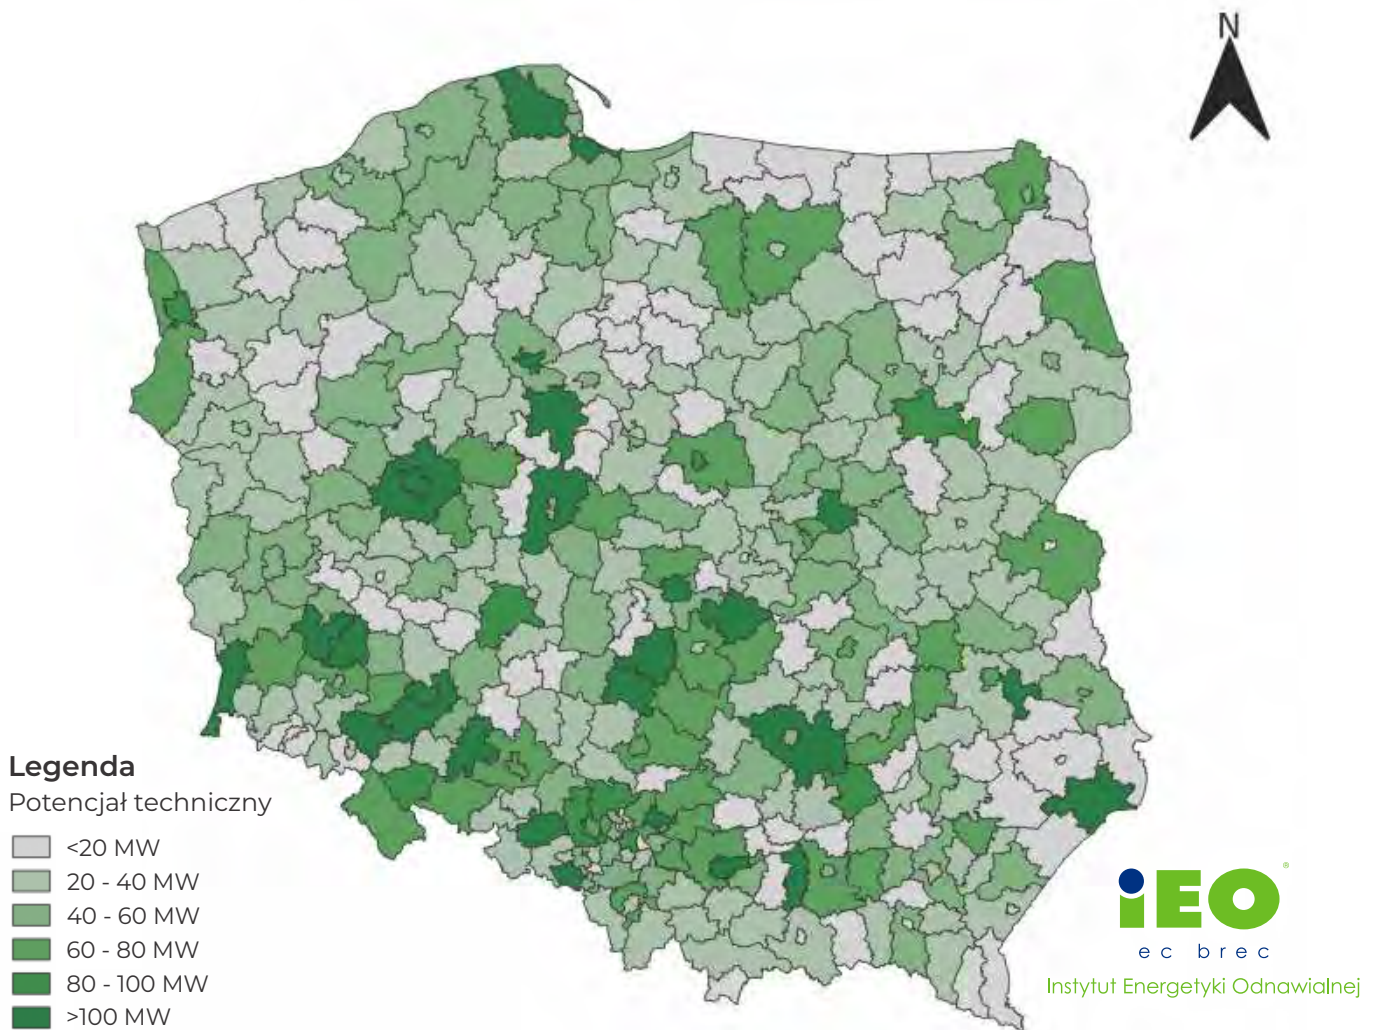 N
Legenda
Potencjał techniczny
<20 MW
20 - 40 MW
40 - 60 MW
60 - 80 MW
80 - 100 MW
>100 MW
iEO ®
ec brec
Instytut Energetyki Odnawialnej